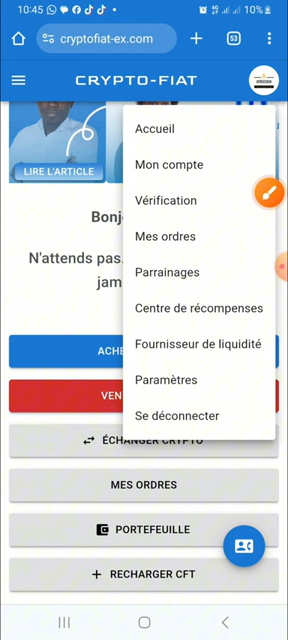 10:45
10%
cryptofiat-ex.com
53
CRYPTO-FIAT
LIRE L'ARTICLE
Accueil
Mon compte
Vérification
Mes ordres
Parrainages
Centre de récompenses
Fournisseur de liquidité
Paramètres
Se déconnecter
Bonj
N'attends pas.
jam
ACHE
VEN
ÉCHANGER CRYPTO
MES ORDRES
PORTEFEUILLE
RECHARGER CFT